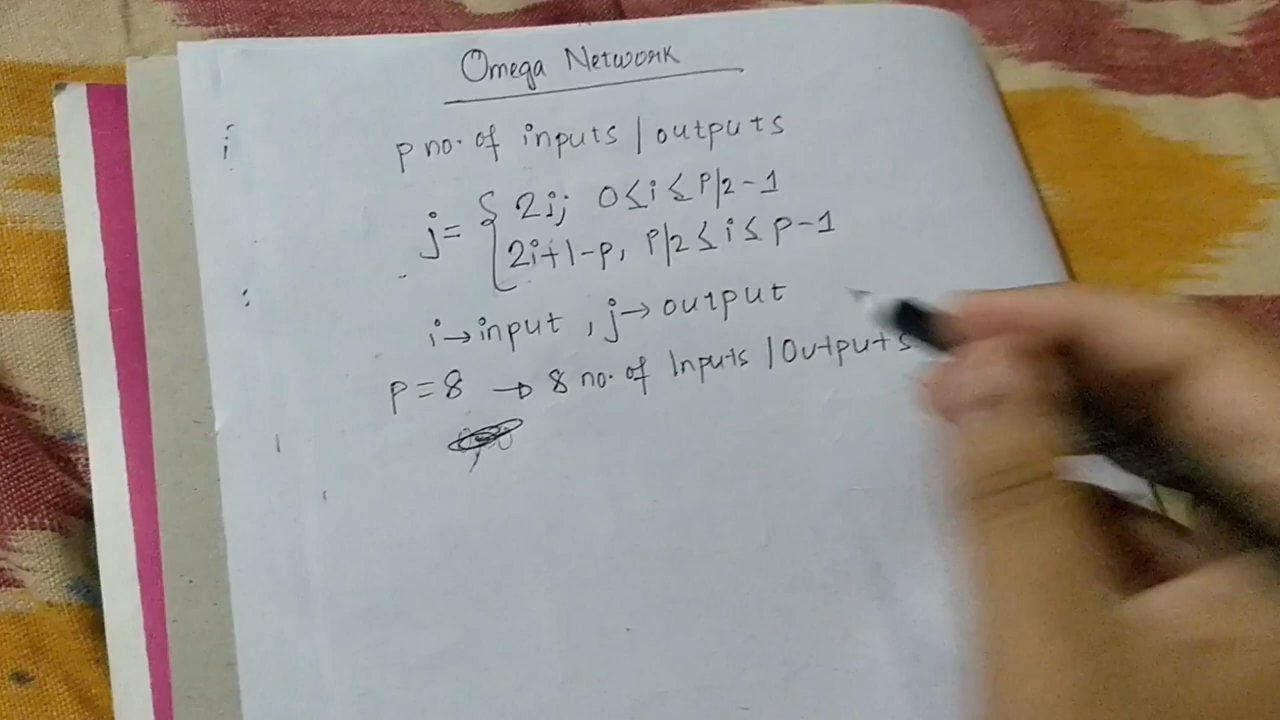 Omega Network
p no. of inputs / outputs
j = { 2i; 0 ≤ i ≤ P/2-1
2i+1-p, P/2 ≤ i ≤ p-1
i → input , j → output
P = 8 → 8 no. of Inputs / Outputs